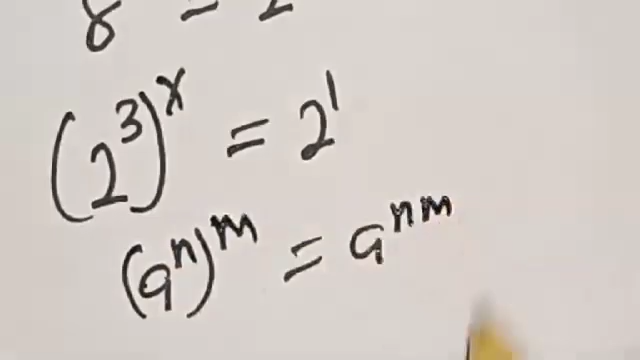 8 = 2
(2³)ˣ = 2¹
(aⁿ)ᵐ = aⁿᵐ